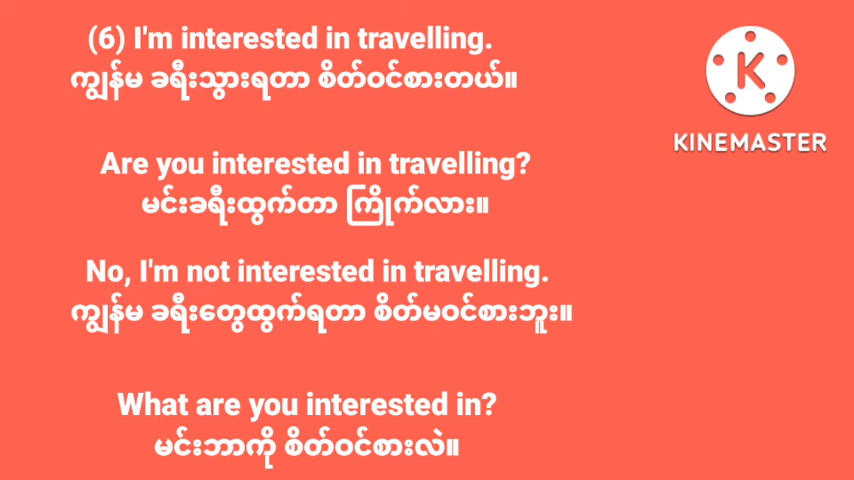 (6) I'm interested in travelling.
ကျွန်မ ခရီးသွားရတာ စိတ်ဝင်စားတယ်။
Are you interested in travelling?
မင်းခရီးထွက်တာ ကြိုက်လား။
No, I'm not interested in travelling.
ကျွန်မ ခရီးတွေထွက်ရတာ စိတ်မဝင်စားဘူး။
What are you interested in?
မင်းဘာကို စိတ်ဝင်စားလဲ။
K
KINEMASTER